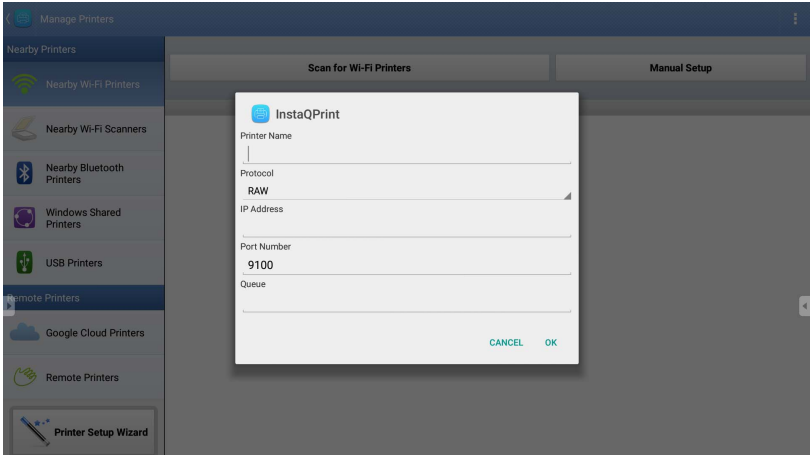 Manage Printers
Nearby Printers
Nearby Wi-Fi Printers
Nearby Wi-Fi Scanners
Nearby Bluetooth
Printers
Windows Shared
Printers
USB Printers
Remote Printers
Google Cloud Printers
Remote Printers
Printer Setup Wizard
Scan for Wi-Fi Printers
Manual Setup
InstaQPrint
Printer Name
Protocol
RAW
IP Address
Port Number
9100
Queue
CANCEL OK